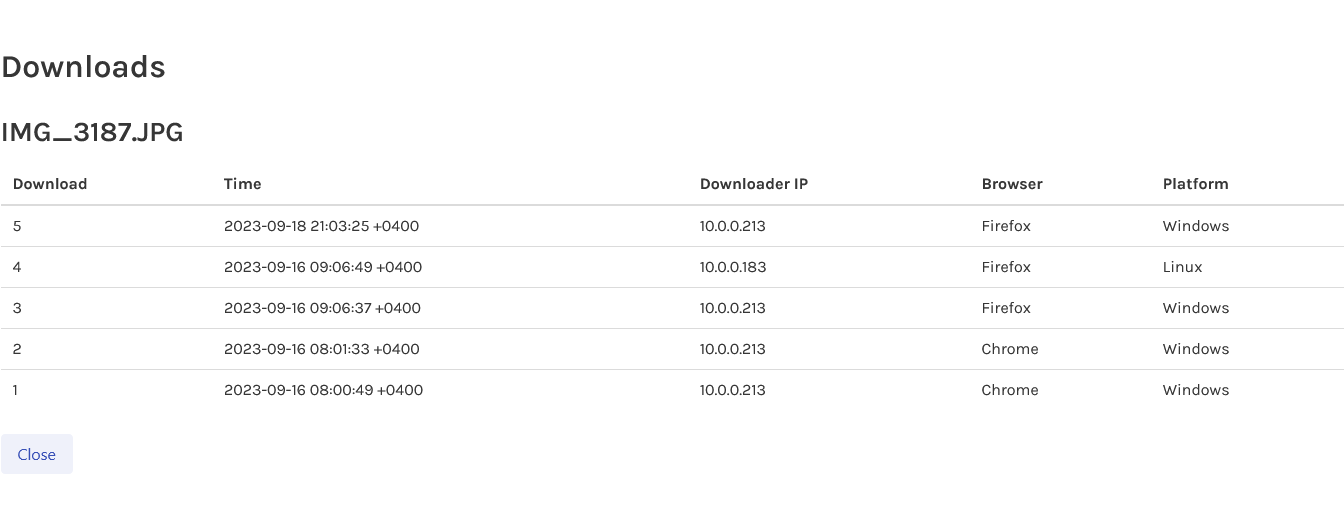 Downloads
IMG_3187.JPG
Download Time Downloader IP Browser Platform
5 2023-09-18 21:03:25 +0400 10.0.0.213 Firefox Windows
4 2023-09-16 09:06:49 +0400 10.0.0.183 Firefox Linux
3 2023-09-16 09:06:37 +0400 10.0.0.213 Firefox Windows
2 2023-09-16 08:01:33 +0400 10.0.0.213 Chrome Windows
1 2023-09-16 08:00:49 +0400 10.0.0.213 Chrome Windows
Close